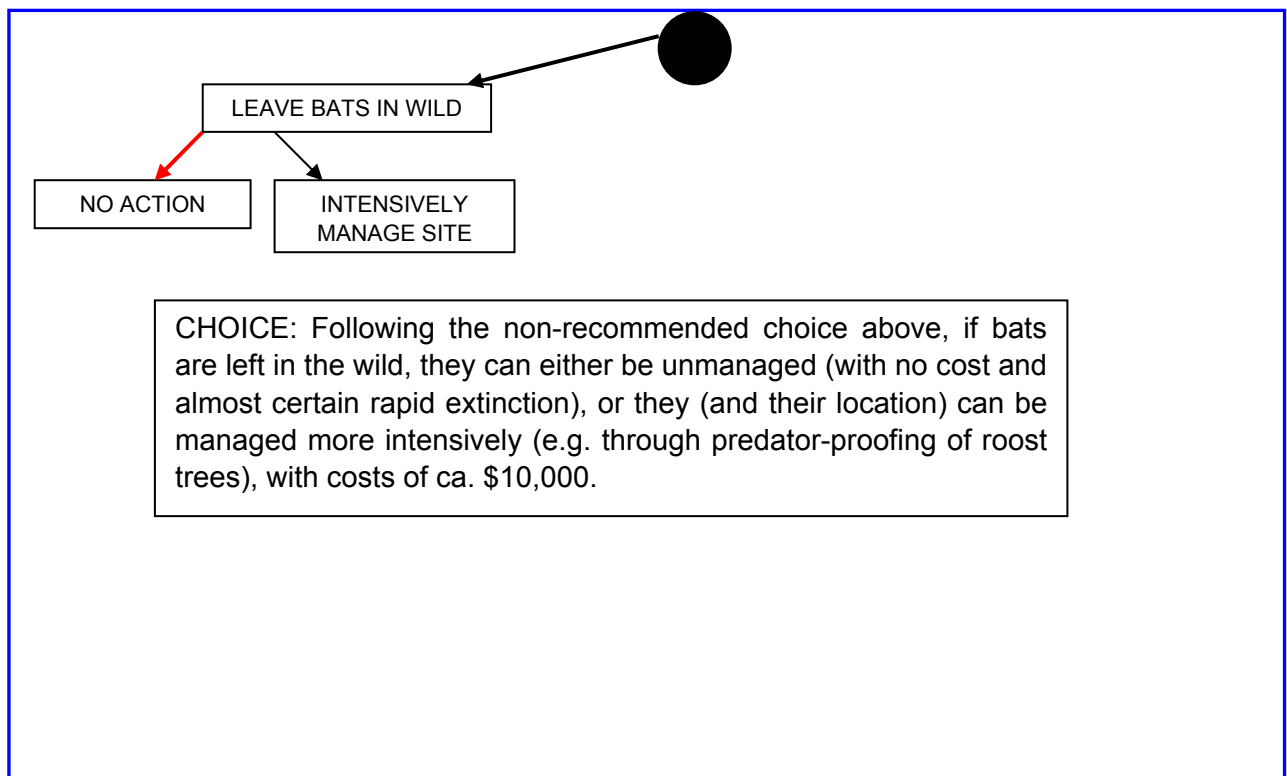 LEAVE BATS IN WILD
NO ACTION
INTENSIVELY
MANAGE SITE
CHOICE: Following the non-recommended choice above, if bats
are left in the wild, they can either be unmanaged (with no cost and
almost certain rapid extinction), or they (and their location) can be
managed more intensively (e.g. through predator-proofing of roost
trees), with costs of ca. $10,000.